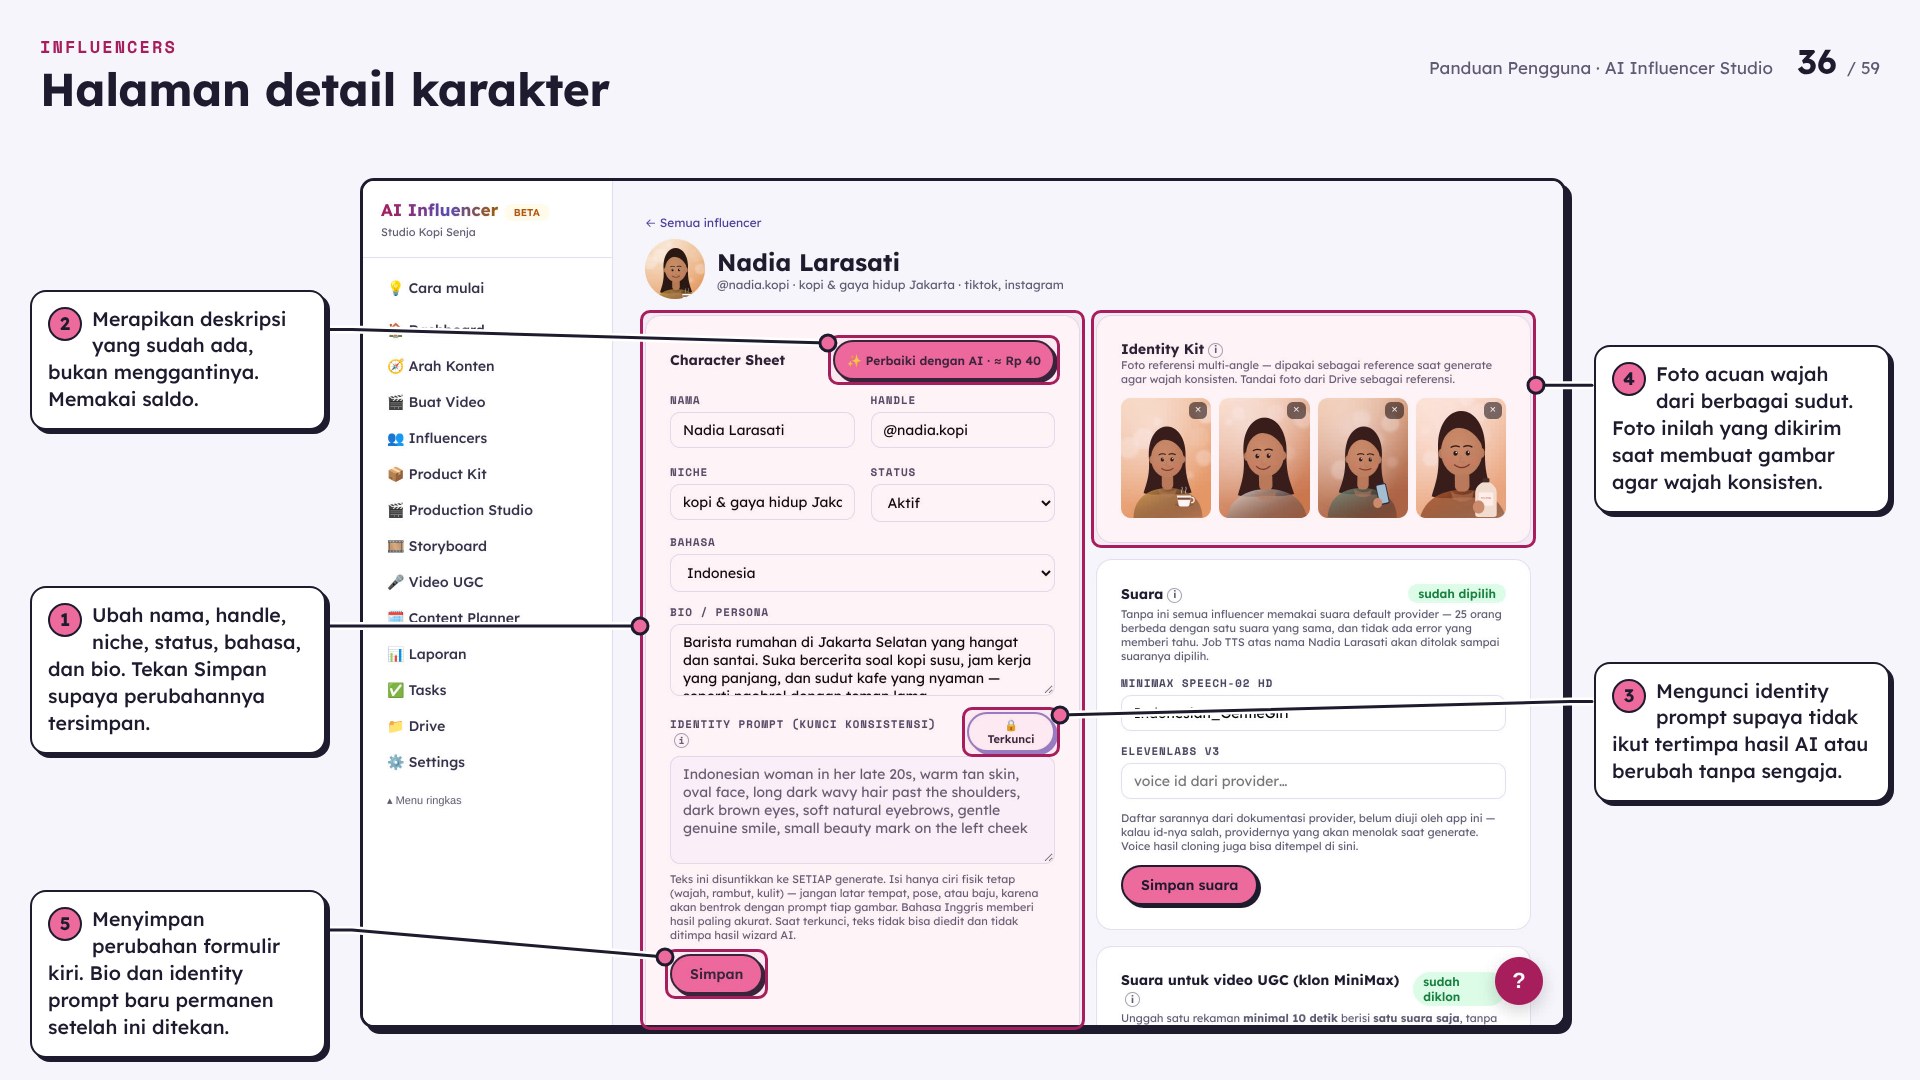 INFLUENCERS
Halaman detail karakter
Panduan Pengguna · AI Influencer Studio 36 / 59
2 Merapikan deskripsi
yang sudah ada,
bukan menggantinya.
Memakai saldo.
1 Ubah nama, handle,
niche, status, bahasa,
dan bio. Tekan Simpan
supaya perubahannya
tersimpan.
5 Menyimpan
perubahan formulir
kiri. Bio dan identity
prompt baru permanen
setelah ini ditekan.
AI Influencer BETA
Studio Kopi Senja
💡 Cara mulai
🏠 Dashboard
🧭 Arah Konten
🎬 Buat Video
👥 Influencers
📦 Product Kit
🎬 Production Studio
🎞️ Storyboard
🎤 Video UGC
🗓️ Content Planner
📊 Laporan
✅ Tasks
📁 Drive
⚙️ Settings
▴ Menu ringkas
← Semua influencer
Nadia Larasati
@nadia.kopi · kopi & gaya hidup Jakarta · tiktok, instagram
Character Sheet
✨ Perbaiki dengan AI · ≈ Rp 40
NAMA
Nadia Larasati
HANDLE
@nadia.kopi
NICHE
kopi & gaya hidup Jakc
STATUS
Aktif
BAHASA
Indonesia
BIO / PERSONA
Barista rumahan di Jakarta Selatan yang hangat
dan santai. Suka bercerita soal kopi susu, jam kerja
yang panjang, dan sudut kafe yang nyaman —
seperti ngobrol dengan teman lama.
IDENTITY PROMPT (KUNCI KONSISTENSI)
ⓘ
🔒
Terkunci
Indonesian woman in her late 20s, warm tan skin,
oval face, long dark wavy hair past the shoulders,
dark brown eyes, soft natural eyebrows, gentle
genuine smile, small beauty mark on the left cheek
Teks ini disuntikkan ke SETIAP generate. Isi hanya ciri fisik tetap
(wajah, rambut, kulit) — jangan latar tempat, pose, atau baju, karena
akan bentrok dengan prompt tiap gambar. Bahasa Inggris memberi
hasil paling akurat. Saat terkunci, teks tidak bisa diedit dan tidak
ditimpa hasil wizard AI.
Simpan
Identity Kit ⓘ
Foto referensi multi-angle — dipakai sebagai reference saat generate
agar wajah konsisten. Tandai foto dari Drive sebagai referensi.
Suara ⓘ
sudah dipilih
Tanpa ini semua influencer memakai suara default provider — 25 orang
berbeda dengan satu suara yang sama, dan tidak ada error yang
memberi tahu. Job TTS atas nama Nadia Larasati akan ditolak sampai
suaranya dipilih.
MINIMAX SPEECH-02 HD
Indonesian_GentleGirl
ELEVENLABS V3
voice id dari provider…
Daftar sarannya dari dokumentasi provider, belum diuji oleh app ini —
kalau id-nya salah, providernya yang akan menolak saat generate.
Voice hasil cloning juga bisa ditempel di sini.
Simpan suara
Suara untuk video UGC (klon MiniMax)
ⓘ
sudah
diklon
Unggah satu rekaman minimal 10 detik berisi satu suara saja, tanpa
?
4 Foto acuan wajah
dari berbagai sudut.
Foto inilah yang dikirim
saat membuat gambar
agar wajah konsisten.
3 Mengunci identity
prompt supaya tidak
ikut tertimpa hasil AI atau
berubah tanpa sengaja.